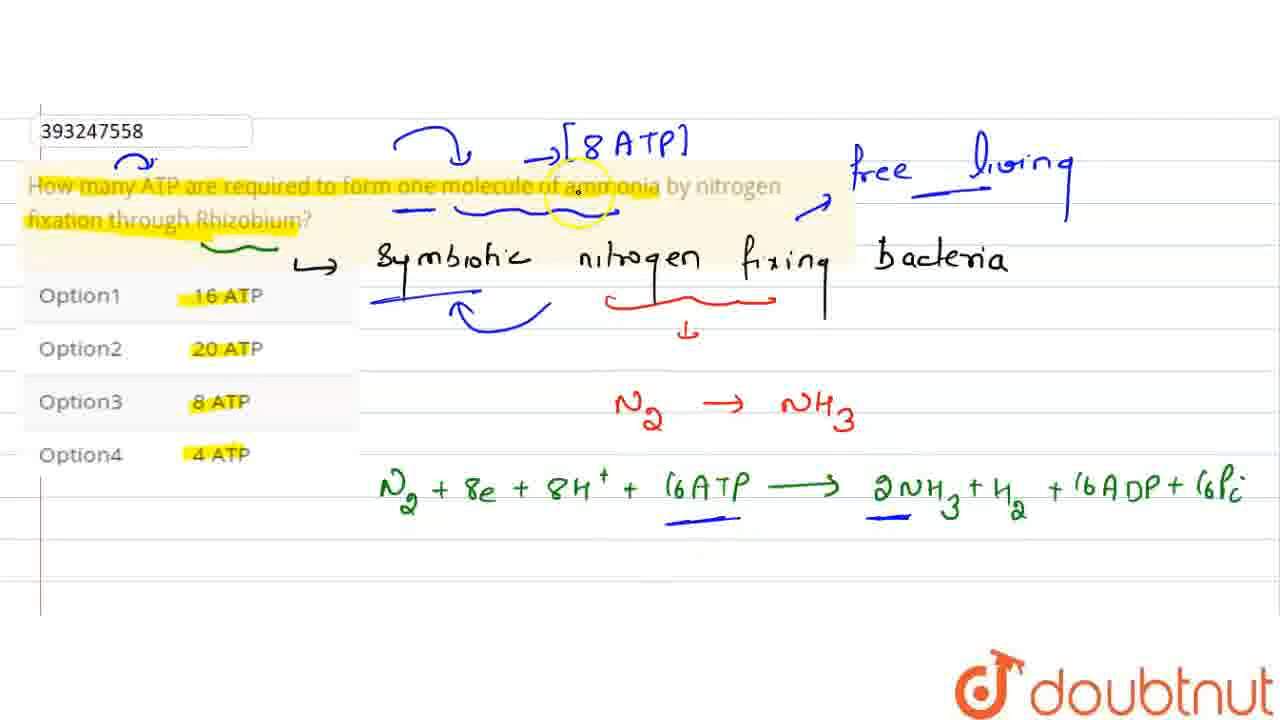 393247558
→[8 ATP]
free living
How many ATP are required to form one molecule of ammonia by nitrogen
fixation through Rhizobium?
Symbiotic nitrogen fixing bacteria
Option1 16 ATP
Option2 20 ATP
Option3 8 ATP
N2 → NH3
Option4 4 ATP
N2 + 8e + 8H+ + 16ATP → 2NH3 + H2 + 16ADP + 16Pi
doubtnut